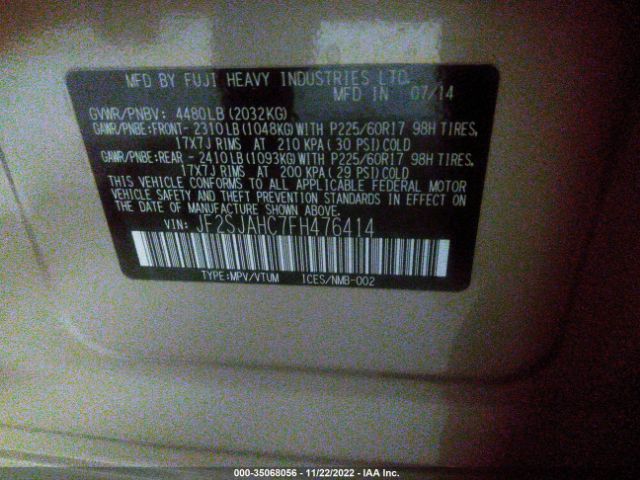 MFD BY FUJI HEAVY INDUSTRIES LTD.
MFD IN 07/14
GVWR/PNBV: 4480LB(2032KG)
GAWR/PNBE:FRONT- 2310LB(1048KG)WITH P225/60R17 98H TIRES,
17X7J RIMS AT 210 KPA( 30 PSI)COLD
GAWR/PNBE:REAR - 2410LB(1093KG)WITH P225/60R17 98H TIRES,
17X7J RIMS AT 200 KPA( 29 PSI)COLD
THIS VEHICLE CONFORMS TO ALL APPLICABLE FEDERAL MOTOR
VEHICLE SAFETY AND THEFT PREVENTION STANDARDS
IN EFFECT ON THE DATE OF MANUFACTURE SHOWN ABOVE.
VIN: JF2SJAHC7FH476414
TYPE:MPV/VTUM ICES/NMB-002
000-35068056 - 11/22/2022 - IAA Inc.